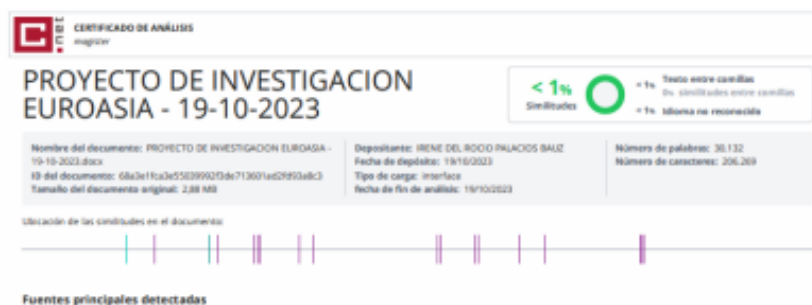 C .net
CERTIFICADO DE ANÁLISIS
magister
PROYECTO DE INVESTIGACION
EUROASIA - 19-10-2023
< 1%
Similitudes
< 1% Texto entre comillas
0% similitudes entre comillas
< 1% Idioma no reconocido
Nombre del documento: PROYECTO DE INVESTIGACION EUROASIA -
19-10-2023.docx
ID del documento:
Tamaño del documento original: 2,88 MB
Depositante: IRENE DEL ROCIO PALACIOS BAUZ
Fecha de depósito: 19/10/2023
Tipo de carga: interface
fecha de fin de análisis: 19/10/2023
Número de palabras: 30.132
Número de caracteres: 206.269
Ubicación de las similitudes en el documento:
Fuentes principales detectadas